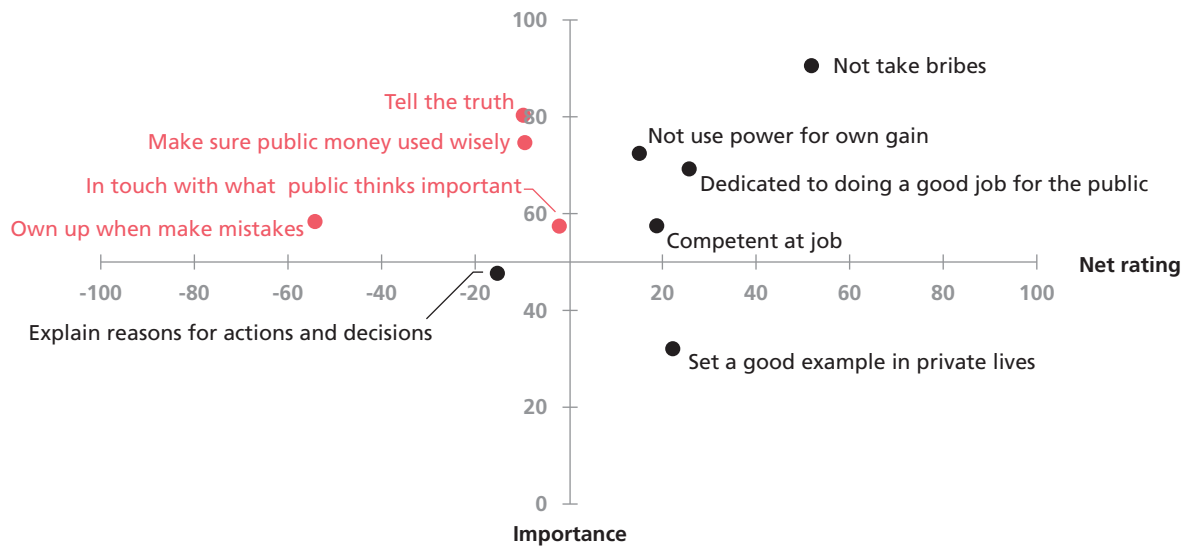 100
Not take bribes
Tell the truth
80
Not use power for own gain
Make sure public money used wisely
In touch with what public thinks important
Dedicated to doing a good job for the public
60
Own up when make mistakes
Competent at job
Net rating
-100 -80 -60 -40 -20 20 40 60 80 100
40
Explain reasons for actions and decisions
Set a good example in private lives
20
0
Importance